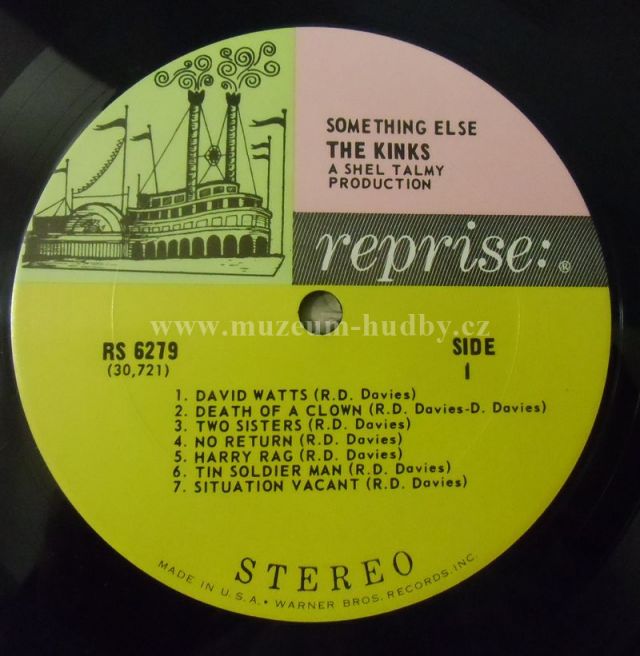 SOMETHING ELSE
THE KINKS
A SHEL TALMY
PRODUCTION
reprise:®
www.muzeum-hudby.cz
RS 6279
(30,721)
SIDE
1
1. DAVID WATTS (R.D. Davies)
2. DEATH OF A CLOWN (R.D. Davies-D. Davies)
3. TWO SISTERS (R.D. Davies)
4. NO RETURN (R.D. Davies)
5. HARRY RAG (R.D. Davies)
6. TIN SOLDIER MAN (R.D. Davies)
7. SITUATION VACANT (R.D. Davies)
STEREO
MADE IN U.S.A. • WARNER BROS. RECORDS, INC.